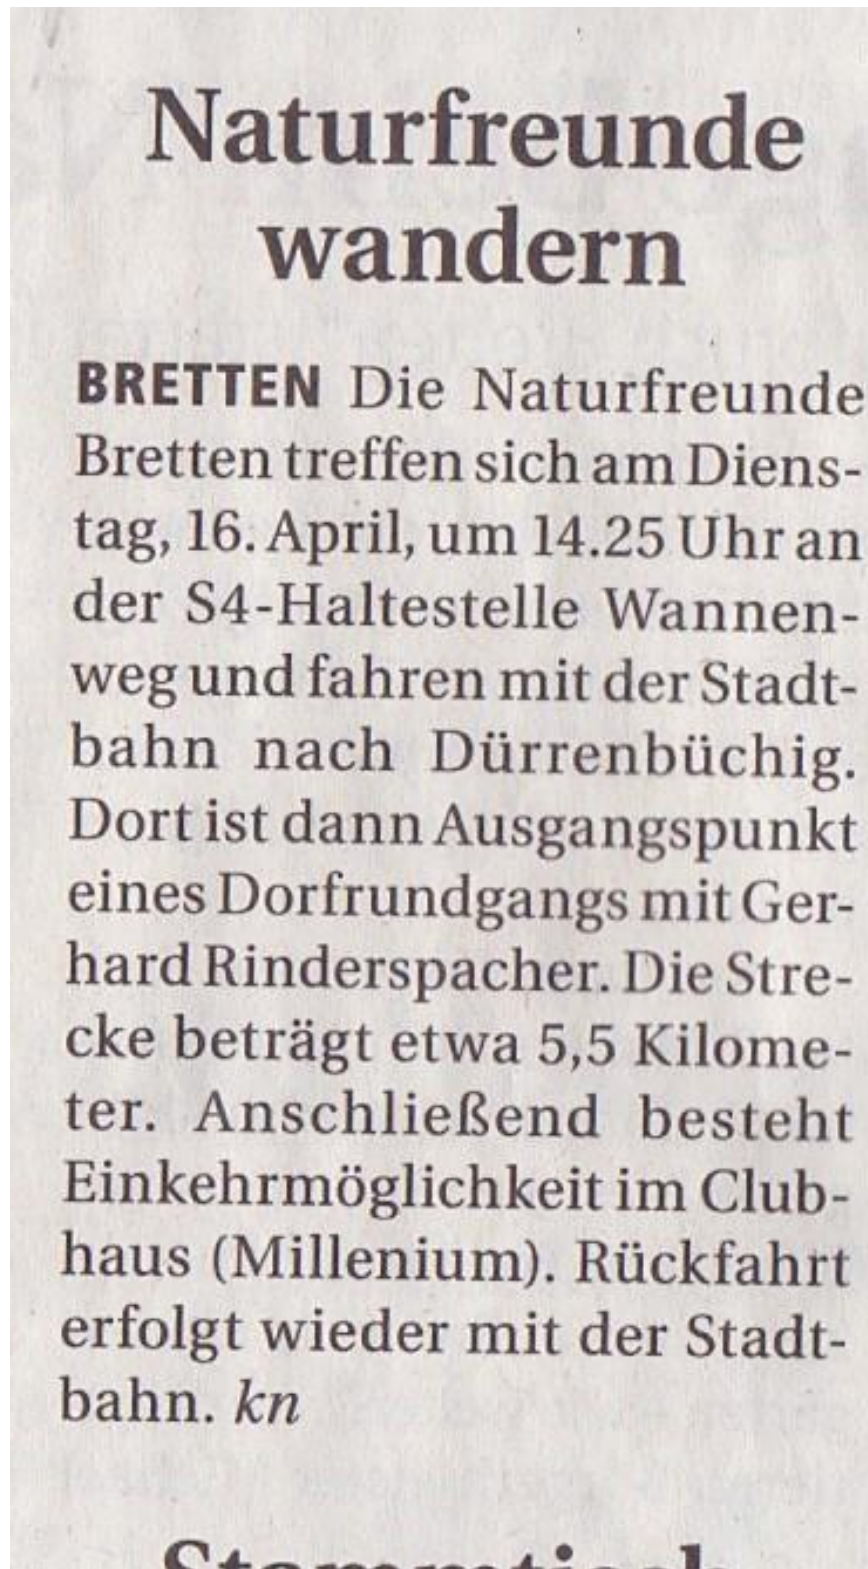 Naturfreunde
wandern
BRETTEN Die Naturfreunde
Bretten treffen sich am Diens-
tag, 16. April, um 14.25 Uhr an
der S4-Haltestelle Wannen-
weg und fahren mit der Stadt-
bahn nach Dürrenbüchig.
Dort ist dann Ausgangspunkt
eines Dorfrundgangs mit Ger-
hard Rinderspacher. Die Stre-
cke beträgt etwa 5,5 Kilome-
ter. Anschließend besteht
Einkehrmöglichkeit im Club-
haus (Millenium). Rückfahrt
erfolgt wieder mit der Stadt-
bahn. kn
Stammtisch